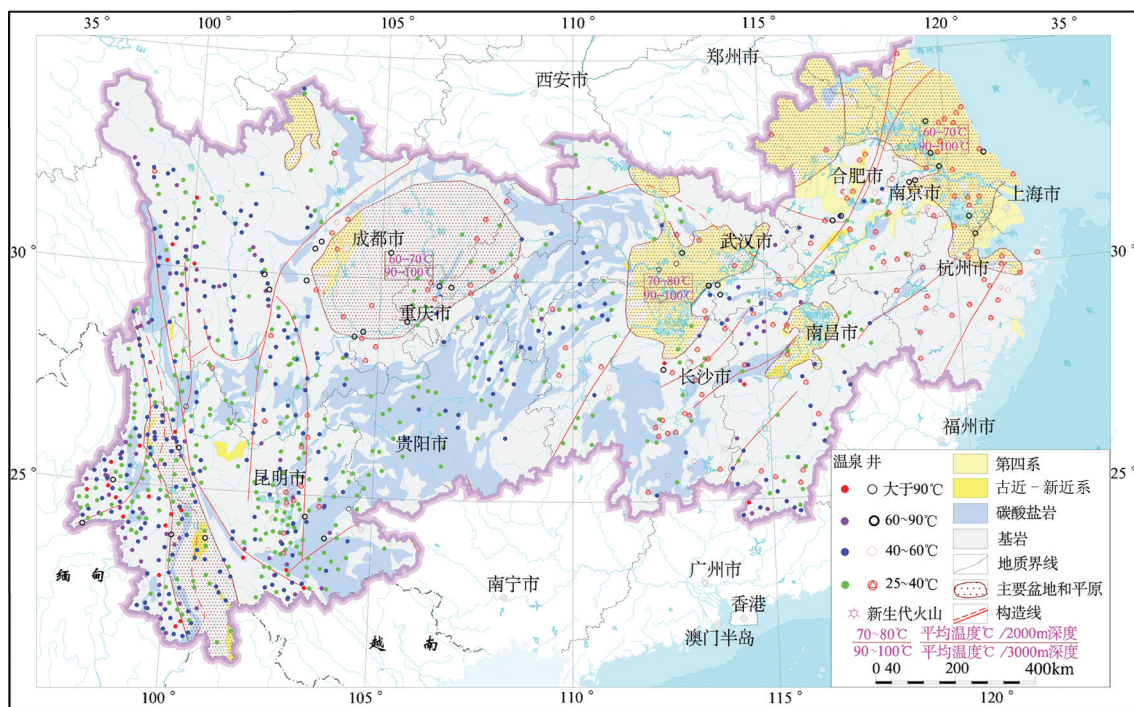 35°
100°
105°
110°
115°
120°
35°
郑州市
西安市
60~70℃
90~100℃
合肥市
南京市
上海市
30°
成都市
60~70℃
90~100℃
武汉市
30°
杭州市
70~80℃
90~100℃
重庆市
南昌市
长沙市
贵阳市
福州市
25°
昆明市
25°
温泉 井
大于90℃
60~90℃
40~60℃
25~40℃
新生代火山
第四系
古近-新近系
碳酸盐岩
基岩
地质界线
主要盆地和平原
构造线
70~80℃ 平均温度℃/2000m深度
90~100℃ 平均温度℃/3000m深度
0 40 200 400km
缅甸
南宁市
广州市
香港
澳门半岛
越南
100°
105°
110°
115°
120°